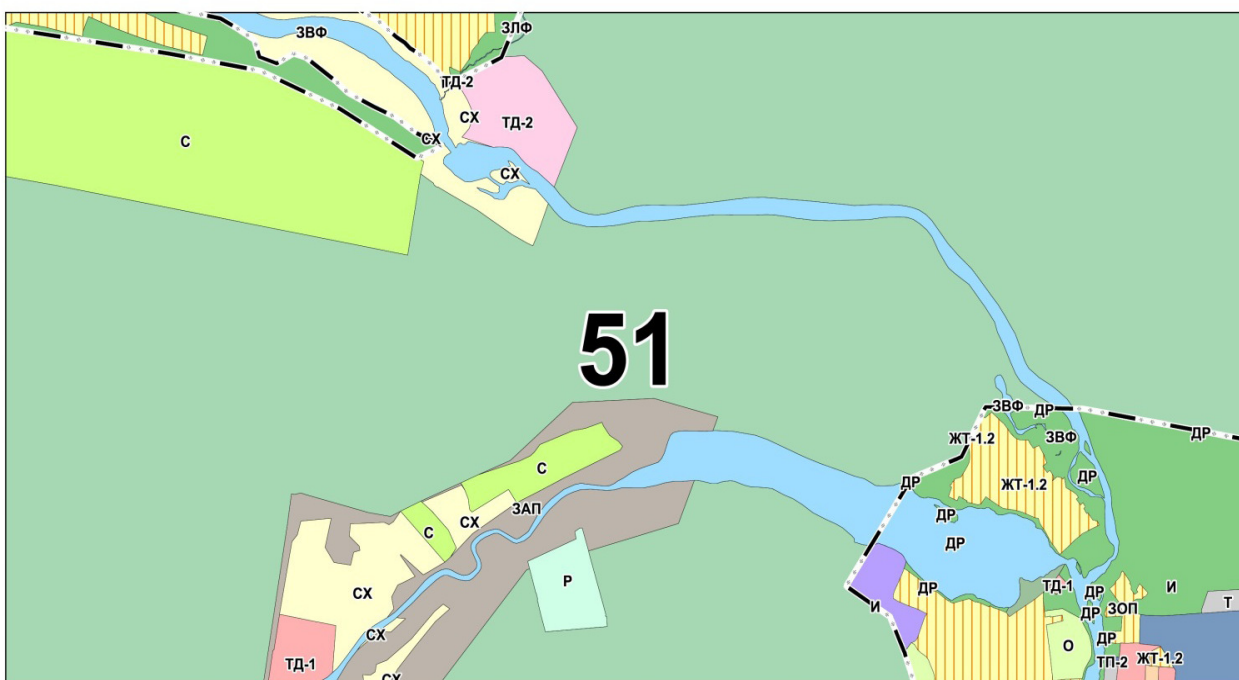 ЗВФ
ЗЛФ
ТД-2
СХ
ТД-2
СХ
С
СХ
51
ЗВФ
ДР
ЖТ-1.2
ЗВФ
ДР
С
ДР
ЖТ-1.2
ДР
ЗАП
СХ
ДР
С
ДР
Р
ДР
ТД-1
И
СХ
И
ДР
ЗОП
Т
ДР
СХ
ДР
О
ТД-1
ТП-2
ЖТ-1.2
СХ